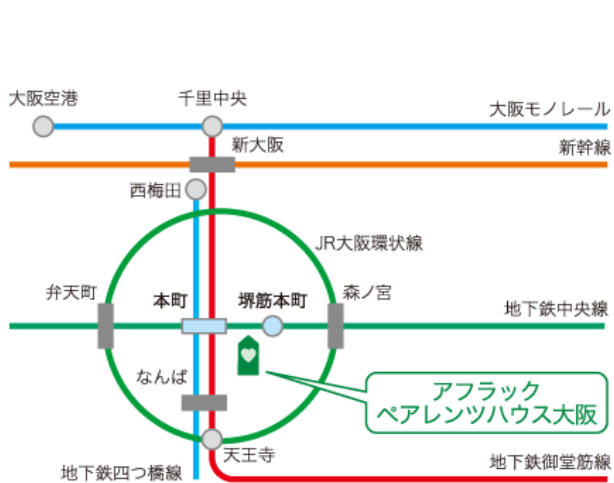 大阪空港
千里中央
大阪モノレール
新大阪
新幹線
西梅田
JR大阪環状線
弁天町
本町
堺筋本町
森ノ宮
地下鉄中央線
なんば
アフラック
ペアレンツハウス大阪
天王寺
地下鉄四つ橋線
地下鉄御堂筋線